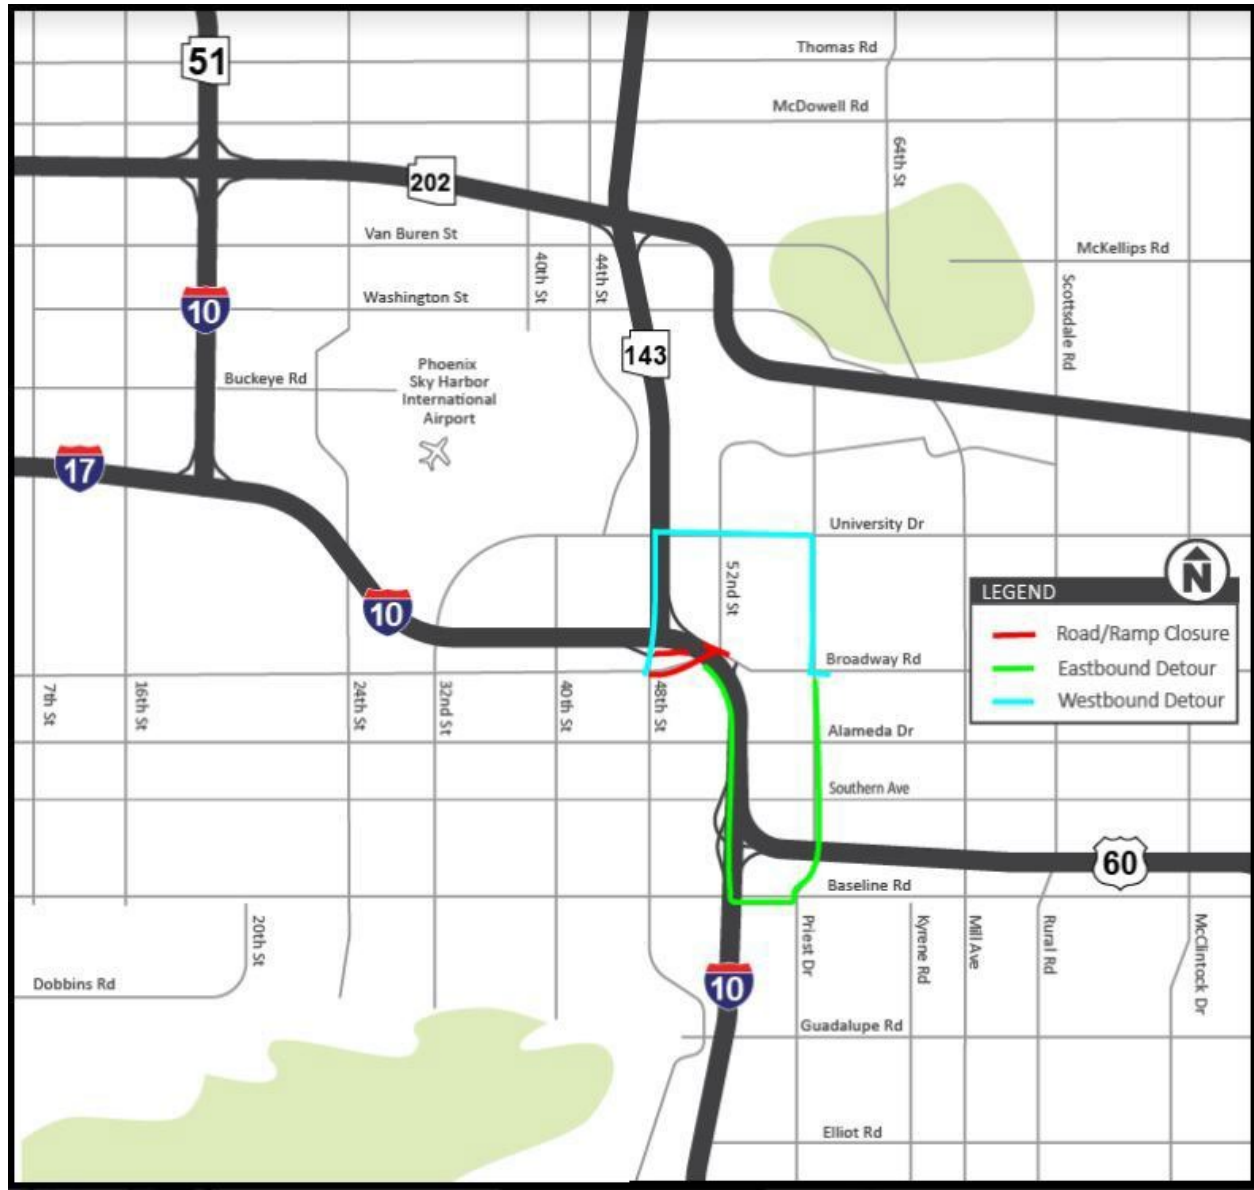 51
Thomas Rd
McDowell Rd
64th St
202
Van Buren St
McKellips Rd
40th St
44th St
Scottsdale Rd
Washington St
10
143
Phoenix
Sky Harbor
International
Airport
Buckeye Rd
17
University Dr
52nd St
10
LEGEND
N
Road/Ramp Closure
Eastbound Detour
Westbound Detour
Broadway Rd
7th St
16th St
24th St
32nd St
40th St
48th St
Alameda Dr
Southern Ave
60
Baseline Rd
20th St
Priest Dr
Kyrene Rd
Mill Ave
Rural Rd
McClintock Dr
Dobbins Rd
10
Guadalupe Rd
Elliot Rd